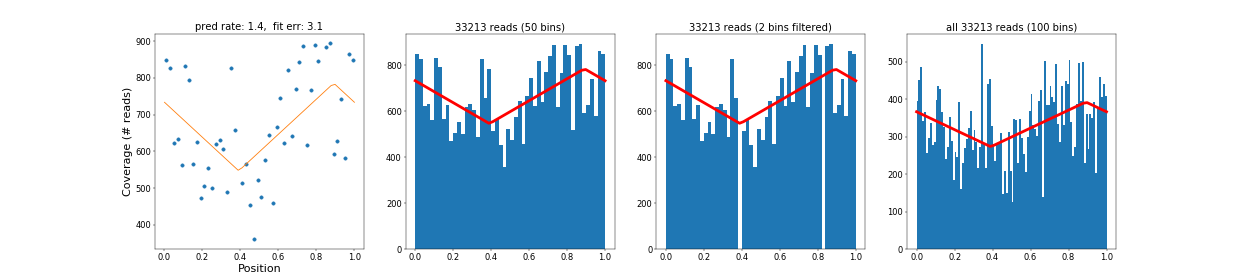 pred rate: 1.4,  fit err: 3.1
900
800
700
600
500
400
Coverage (# reads)
0.0 0.2 0.4 0.6 0.8 1.0
Position
33213 reads (50 bins)
800
600
400
200
0
0.0 0.2 0.4 0.6 0.8 1.0
33213 reads (2 bins filtered)
800
600
400
200
0
0.0 0.2 0.4 0.6 0.8 1.0
all 33213 reads (100 bins)
500
400
300
200
100
0
0.0 0.2 0.4 0.6 0.8 1.0